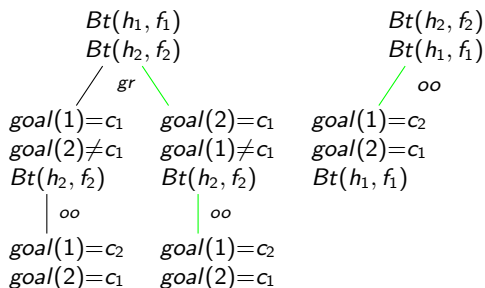 Bt(h₁, f₁)
Bt(h₂, f₂)
gr
goal(1)=c₁
goal(2)≠c₁
Bt(h₂, f₂)
oo
goal(1)=c₂
goal(2)=c₁
goal(2)=c₁
goal(1)≠c₁
Bt(h₂, f₂)
oo
goal(1)=c₂
goal(2)=c₁
Bt(h₂, f₂)
Bt(h₁, f₁)
oo
goal(1)=c₂
goal(2)=c₁
Bt(h₁, f₁)